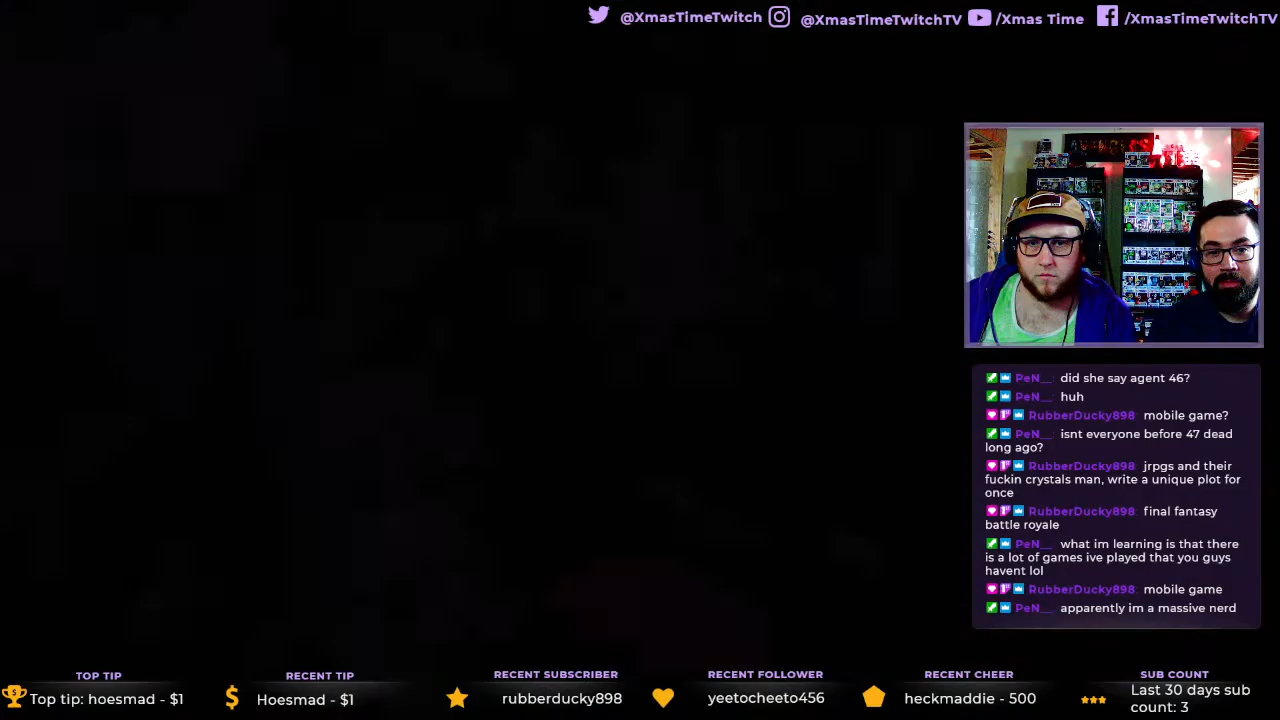 @XmasTimeTwitch @XmasTimeTwitchTV /Xmas Time /XmasTimeTwitchTV
PeN__: did she say agent 46?
PeN__: huh
RubberDucky898: mobile game?
PeN__: isnt everyone before 47 dead
long ago?
RubberDucky898: jrpgs and their
fuckin crystals man, write a unique plot for
once
RubberDucky898: final fantasy
battle royale
PeN__: what im learning is that there
is a lot of games ive played that you guys
havent lol
RubberDucky898: mobile game
PeN__: apparently im a massive nerd
TOP TIP
Top tip: hoesmad - $1
RECENT TIP
Hoesmad - $1
RECENT SUBSCRIBER
rubberducky898
RECENT FOLLOWER
yeetocheeto456
RECENT CHEER
heckmaddie - 500
SUB COUNT
Last 30 days sub
count: 3